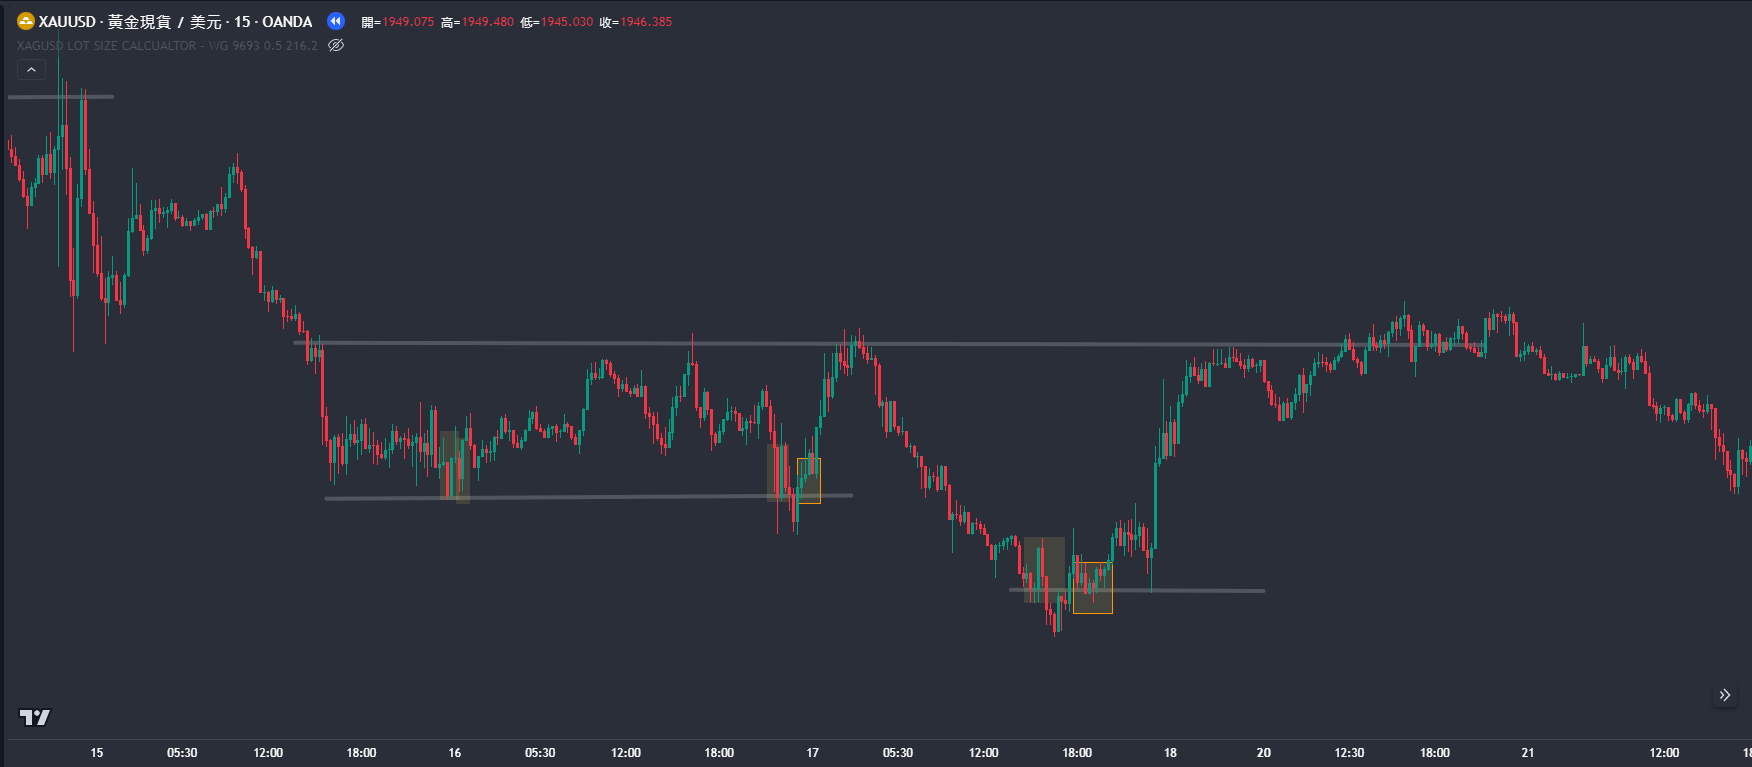 XAUUSD · 黃金現貨 / 美元 · 15 · OANDA 開=1949.075 高=1949.480 低=1945.030 收=1946.385
XAGUSD LOT SIZE CALCUALTOR - WG 9693 0.5 216.2
15 05:30 12:00 18:00 16 05:30 12:00 18:00 17 05:30 12:00 18:00 18 20 12:30 18:00 21 12:00